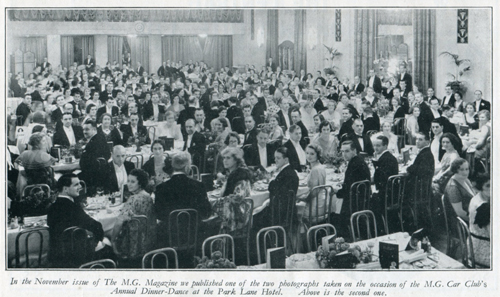 In the November issue of The M.G. Magazine we published one of the two photographs taken on the occasion of the M.G. Car Club's
Annual Dinner-Dance at the Park Lane Hotel. Above is the second one.